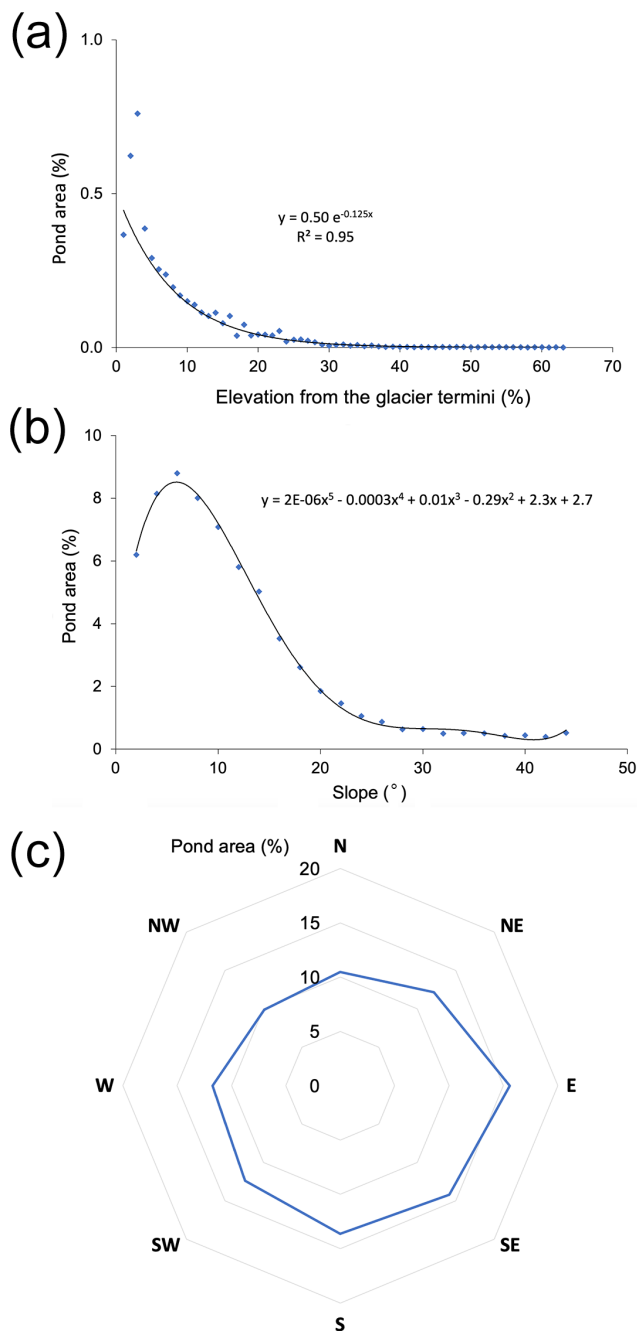 (a)
1.0
0.5
0.0
Pond area (%)
y = 0.50 e^-0.125x
R² = 0.95
0 10 20 30 40 50 60 70
Elevation from the glacier termini (%)
(b)
10
8
6
4
2
0
Pond area (%)
y = 2E-06x⁵ - 0.0003x⁴ + 0.01x³ - 0.29x² + 2.3x + 2.7
0 10 20 30 40 50
Slope (°)
(c)
Pond area (%)
N
20
NW
NE
15
10
5
W
0
E
SW
SE
S